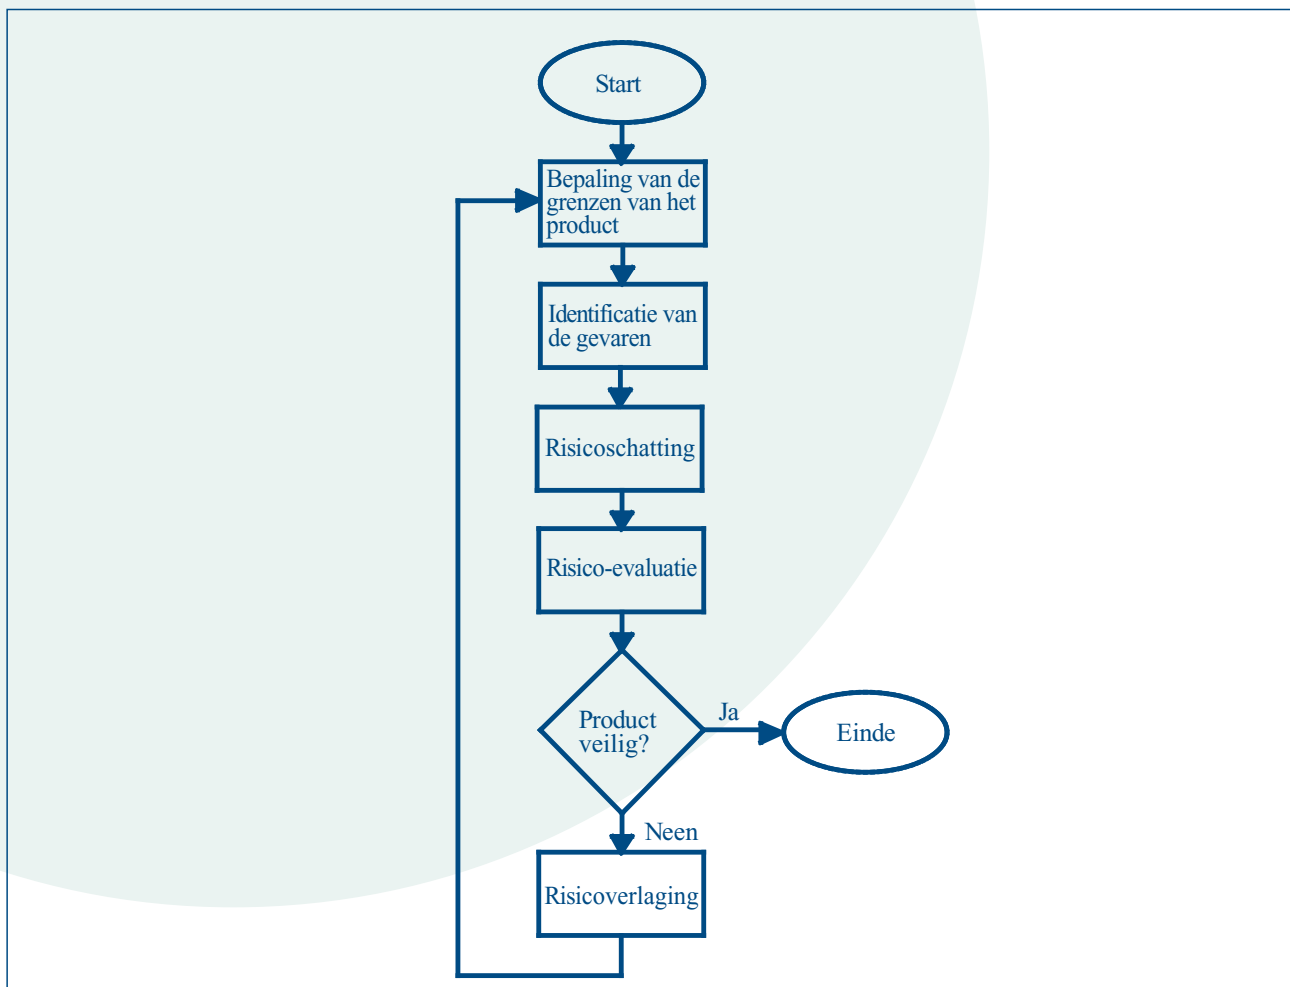 Start
Bepaling van de
grenzen van het
product
Identificatie van
de gevaren
Risicoschatting
Risico-evaluatie
Product
veilig?
Ja
Einde
Neen
Risicoverlaging